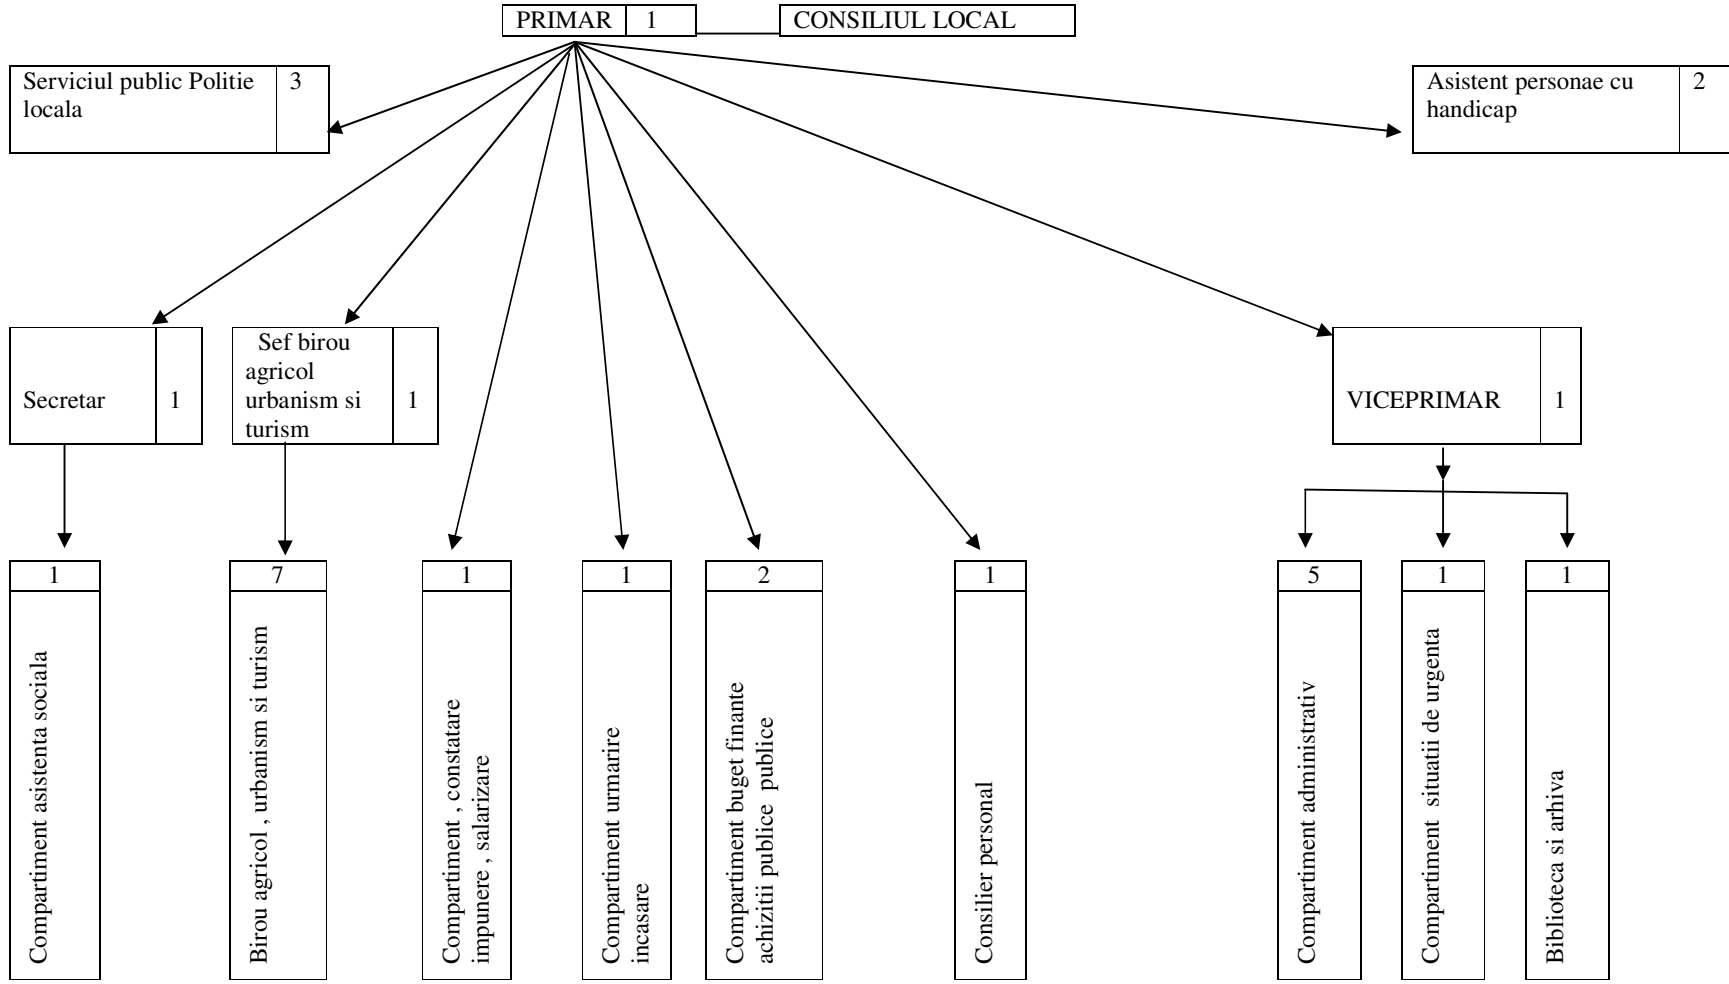 PRIMAR 1 CONSILIUL LOCAL
Serviciul public Politie 3
locala
Asistent personae cu 2
handicap
Secretar 1
Sef birou
agricol
urbanism si 1
turism
VICEPRIMAR 1
1
Compartiment asistenta sociala
7
Birou agricol , urbanism si turism
1
Compartiment , constatare
impunere , salarizare
1
Compartiment urmarire
incasare
2
Compartiment buget finante
achizitii publice publice
1
Consilier personal
5
Compartiment administrativ
1
Compartiment situatii de urgenta
1
Biblioteca si arhiva